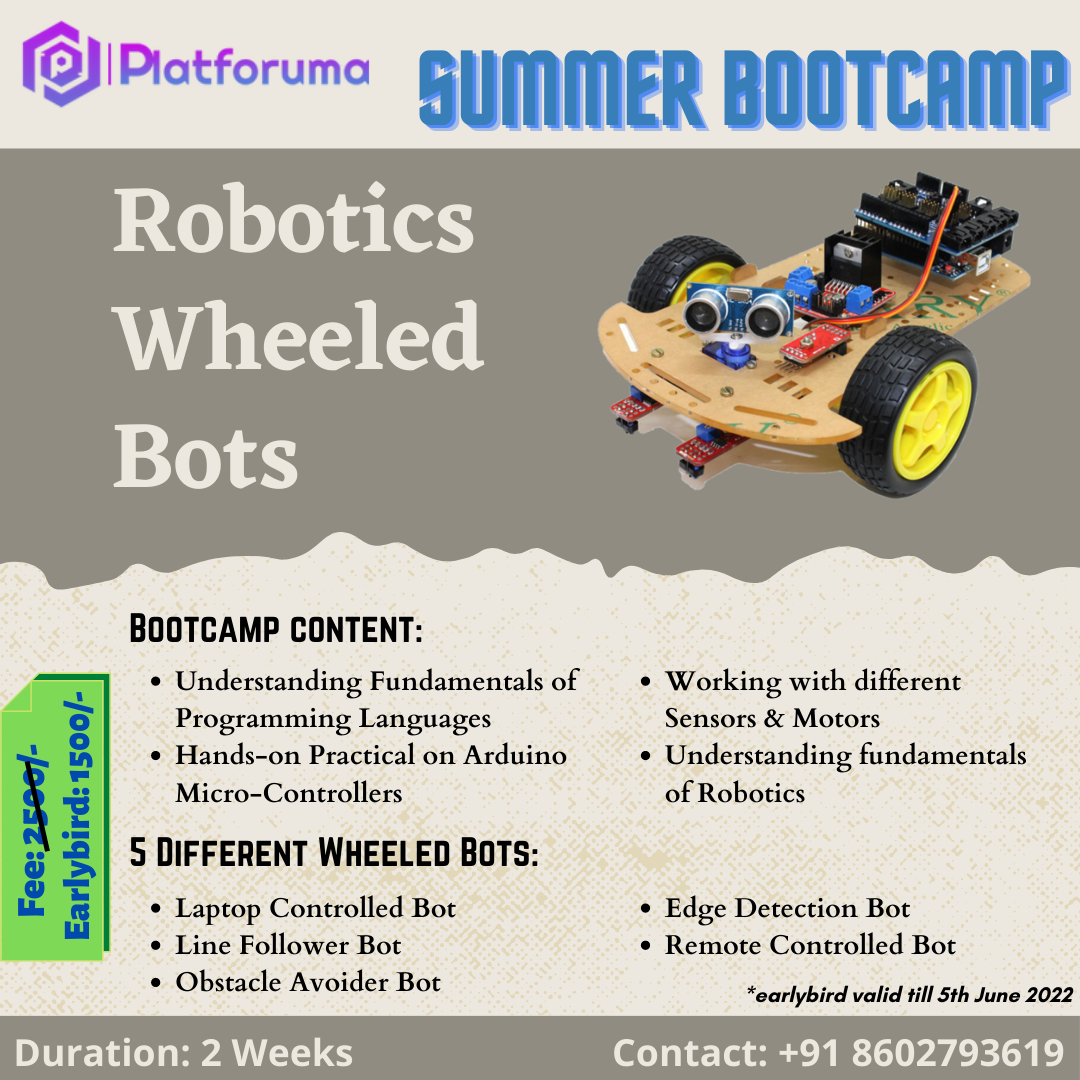 Platforuma
SUMMER BOOTCAMP
Robotics
Wheeled
Bots
BOOTCAMP CONTENT:
• Understanding Fundamentals of
Programming Languages
• Hands-on Practical on Arduino
Micro-Controllers
• Working with different
Sensors & Motors
• Understanding fundamentals
of Robotics
5 DIFFERENT WHEELED BOTS:
• Laptop Controlled Bot
• Line Follower Bot
• Obstacle Avoider Bot
• Edge Detection Bot
• Remote Controlled Bot
Fee: 2500/-
Earlybird: 1500/-
*earlybird valid till 5th June 2022
Duration: 2 Weeks
Contact: +91 8602793619